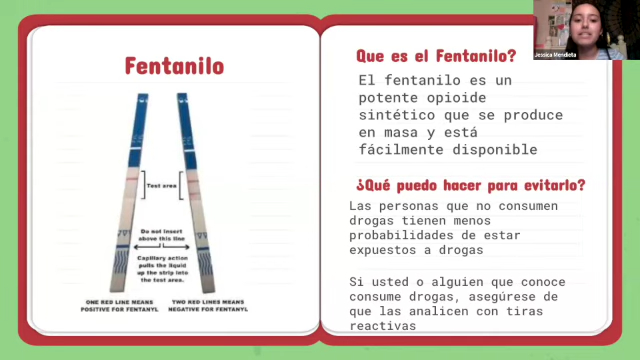 Fentanilo
Test area
Do not insert
above this line
Capillary action
pulls the liquid
up the strip into
the test area.
ONE RED LINE MEANS
POSITIVE FOR FENTANYL
TWO RED LINES MEANS
NEGATIVE FOR FENTANYL
Que es el Fentanilo?
El fentanilo es un
potente opioide
sintético que se produce
en masa y está
fácilmente disponible
¿Qué puedo hacer para evitarlo?
Las personas que no consumen
drogas tienen menos
probabilidades de estar
expuestos a drogas
Si usted o alguien que conoce
consume drogas, asegúrese de
que las analicen con tiras
reactivas
Jessica Mendieta